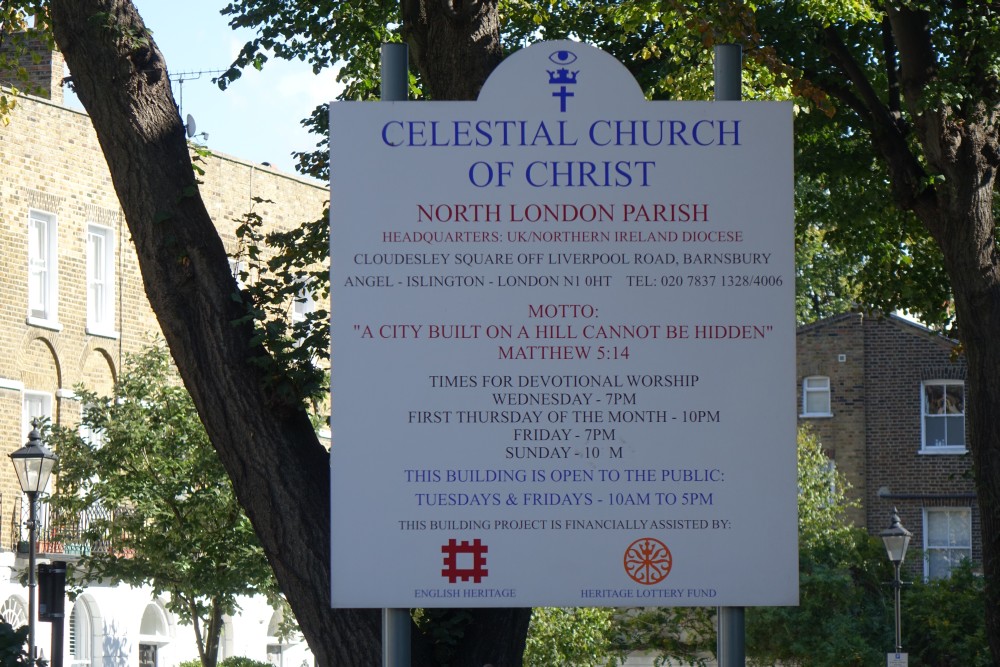 CELESTIAL CHURCH
OF CHRIST
NORTH LONDON PARISH
HEADQUARTERS: UK/NORTHERN IRELAND DIOCESE
CLOUDESLEY SQUARE OFF LIVERPOOL ROAD, BARNSBURY
ANGEL - ISLINGTON - LONDON N1 0HT TEL: 020 7837 1328/4066
MOTTO:
"A CITY BUILT ON A HILL CANNOT BE HIDDEN"
MATTHEW 5:14
TIMES FOR DEVOTIONAL WORSHIP
WEDNESDAY - 7PM
FIRST THURSDAY OF THE MONTH - 10PM
FRIDAY - 7PM
SUNDAY - 10 M
THIS BUILDING IS OPEN TO THE PUBLIC:
TUESDAYS & FRIDAYS - 10AM TO 5PM
THIS BUILDING PROJECT IS FINANCIALLY ASSISTED BY:
ENGLISH HERITAGE HERITAGE LOTTERY FUND